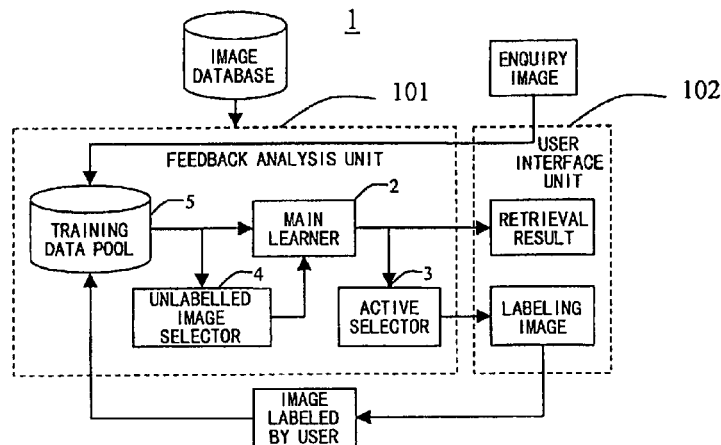 1
IMAGE
DATABASE
ENQUIRY
IMAGE
101
102
FEEDBACK ANALYSIS UNIT
USER
INTERFACE
UNIT
5
TRAINING
DATA POOL
2
MAIN
LEARNER
RETRIEVAL
RESULT
4
UNLABELLED
IMAGE
SELECTOR
3
ACTIVE
SELECTOR
LABELING
IMAGE
IMAGE
LABELED
BY USER